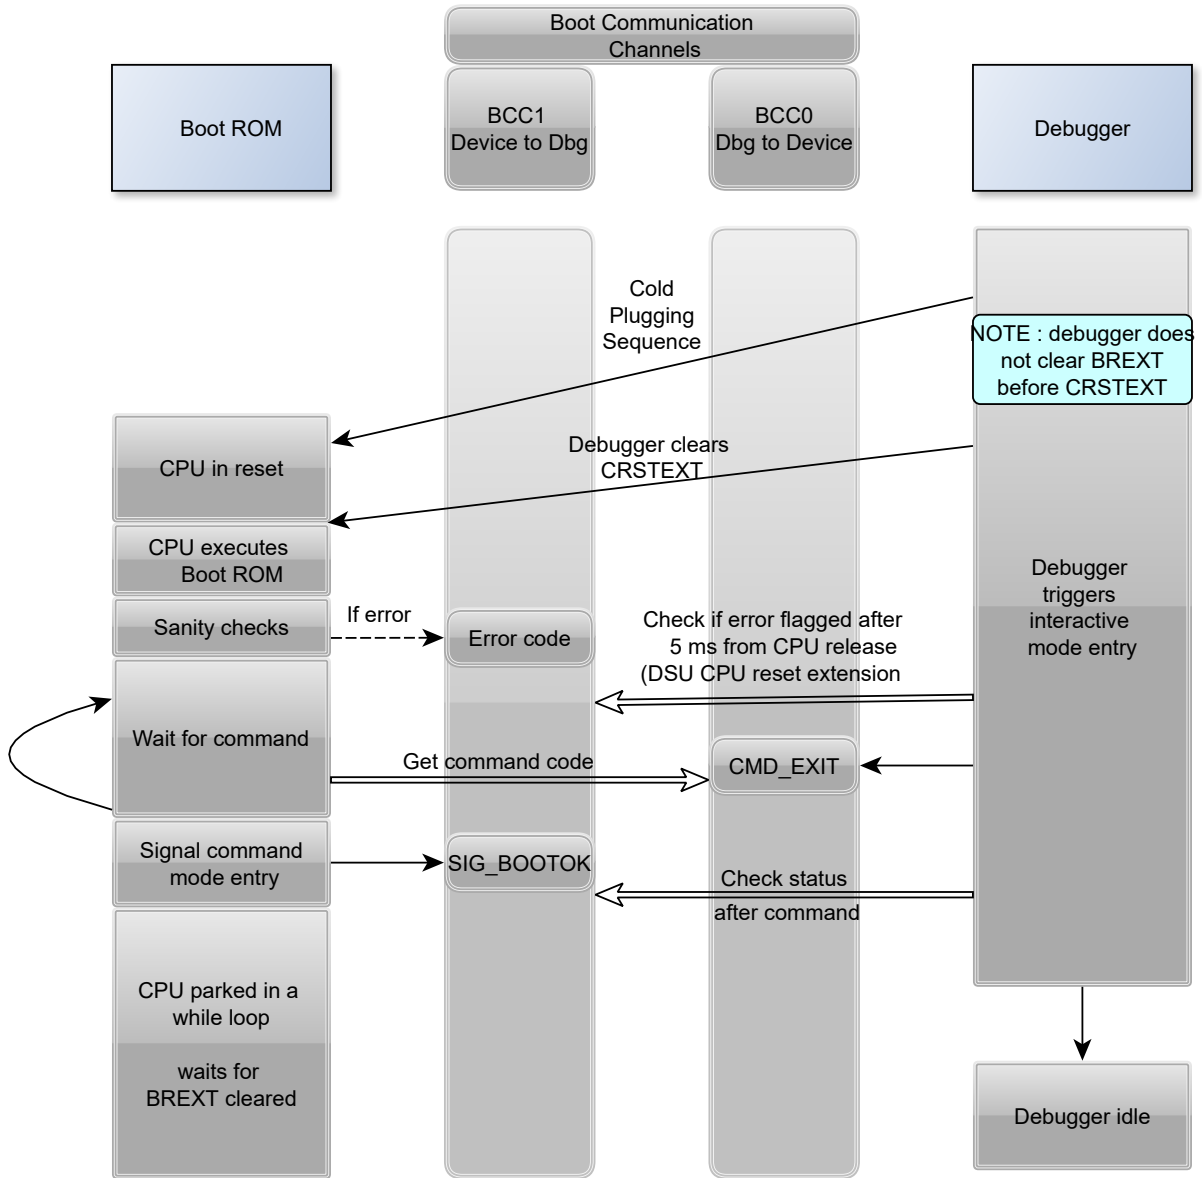 Boot Communication
Channels
Boot ROM
BCC1
Device to Dbg
BCC0
Dbg to Device
Debugger
Cold
Plugging
Sequence
NOTE : debugger does
not clear BREXT
before CRSTEXT
CPU in reset
Debugger clears
CRSTEXT
CPU executes
Boot ROM
Debugger
triggers
interactive
mode entry
Sanity checks
If error
Error code
Check if error flagged after
5 ms from CPU release
(DSU CPU reset extension
Wait for command
Get command code
CMD_EXIT
Signal command
mode entry
SIG_BOOTOK
Check status
after command
CPU parked in a
while loop
waits for
BREXT cleared
Debugger idle